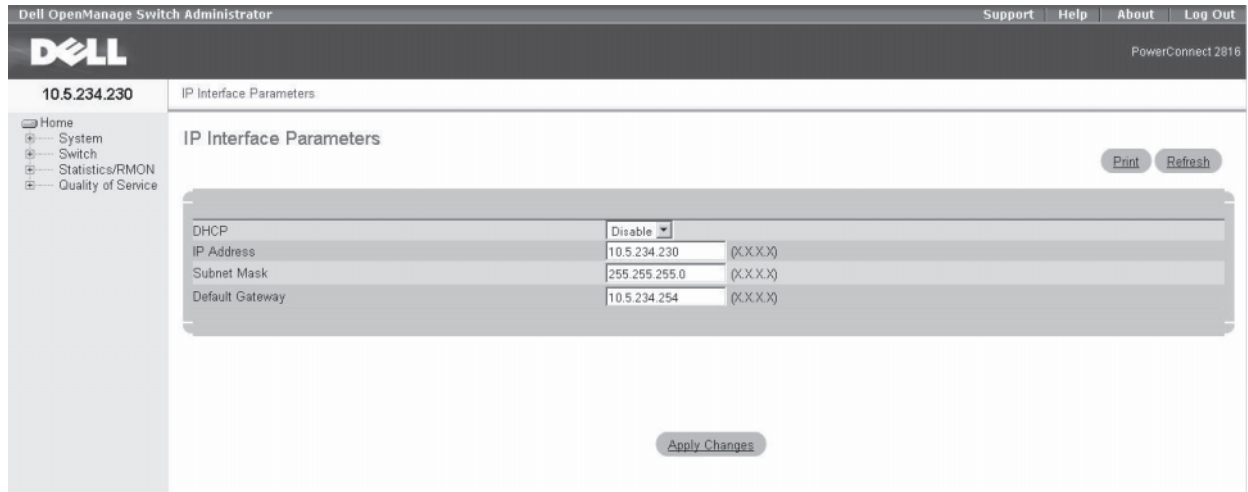 Dell OpenManage Switch Administrator
Support Help About Log Out
DELL
PowerConnect 2816
10.5.234.230
IP Interface Parameters
Home
System
Switch
Statistics/RMON
Quality of Service
IP Interface Parameters
Print Refresh
DHCP Disable
IP Address 10.5.234.230 (X.X.X.X)
Subnet Mask 255.255.255.0 (X.X.X.X)
Default Gateway 10.5.234.254 (X.X.X.X)
Apply Changes